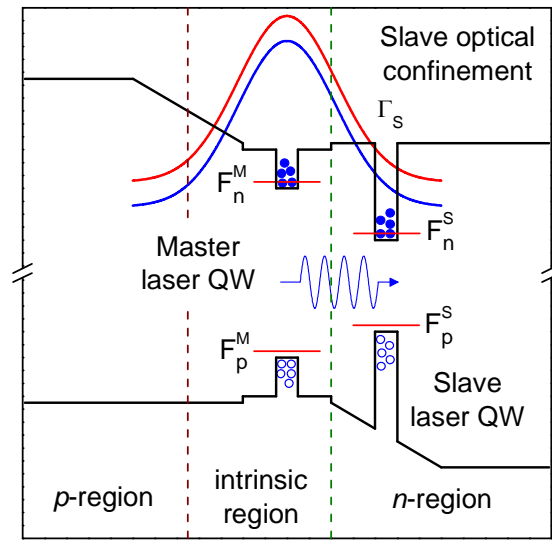 Slave optical
confinement
Γ_S
F_n^M
F_n^S
Master
laser QW
F_p^M
F_p^S
Slave
laser QW
p-region
intrinsic
region
n-region